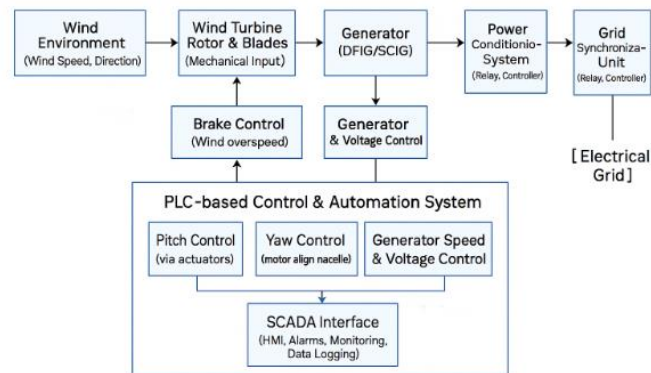 Wind
Environment
(Wind Speed, Direction)
Wind Turbine
Rotor & Blades
(Mechanical Input)
Generator
(DFIG/SCIG)
Power
Conditionio-
System
(Relay, Controller)
Grid
Synchroniza-
Unit
(Relay, Controller)
Brake Control
(Wind overspeed)
Generator
& Voltage Control
[ Electrical
Grid ]
PLC-based Control & Automation System
Pitch Control
(via actuators)
Yaw Control
(motor align nacelle)
Generator Speed
& Voltage Control
SCADA Interface
(HMI, Alarms, Monitoring,
Data Logging)